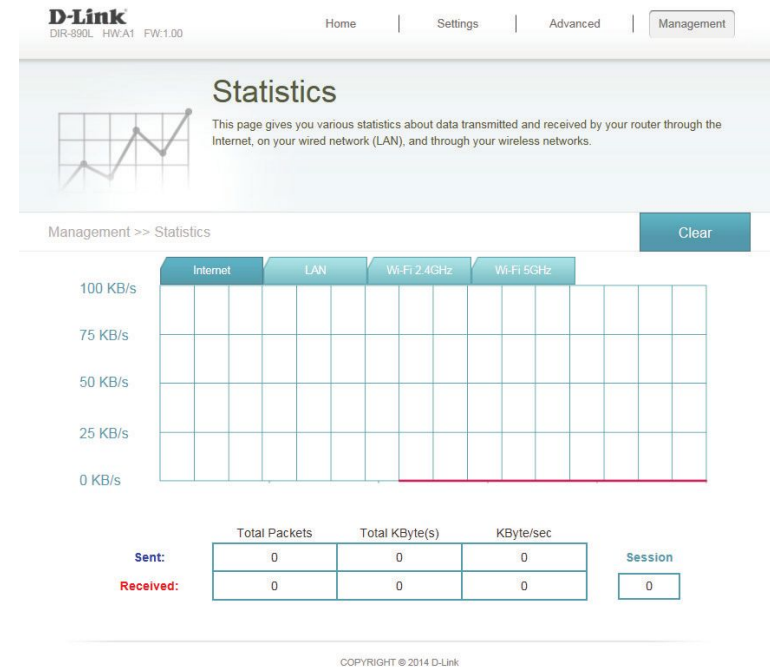 D-Link
DIR-890L HW:A1 FW:1.00
Home | Settings | Advanced | Management
Statistics
This page gives you various statistics about data transmitted and received by your router through the
Internet, on your wired network (LAN), and through your wireless networks.
Management >> Statistics
Clear
Internet LAN Wi-Fi 2.4GHz Wi-Fi 5GHz
100 KB/s
75 KB/s
50 KB/s
25 KB/s
0 KB/s
Total Packets Total KByte(s) KByte/sec
Sent: 0 0 0 Session
Received: 0 0 0 0
COPYRIGHT © 2014 D-Link